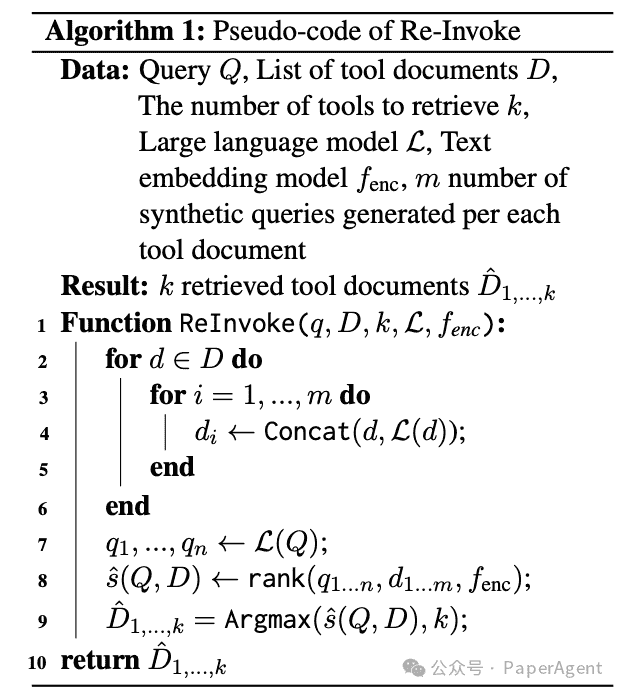 Algorithm 1: Pseudo-code of Re-Invoke
Data: Query Q, List of tool documents D,
The number of tools to retrieve k,
Large language model ℒ, Text
embedding model f_enc, m number of
synthetic queries generated per each
tool document
Result: k retrieved tool documents D̂_{1,...,k}
1 Function ReInvoke(q, D, k, ℒ, f_enc):
2 for d ∈ D do
3 for i = 1, ..., m do
4 d_i ← Concat(d, ℒ(d));
5 end
6 end
7 q_1, ..., q_n ← ℒ(Q);
8 ŝ(Q, D) ← rank(q_{1...n}, d_{1...m}, f_enc);
9 D̂_{1,...,k} = Argmax(ŝ(Q, D), k);
10 return D̂_{1,...,k}
公众号 · PaperAgent